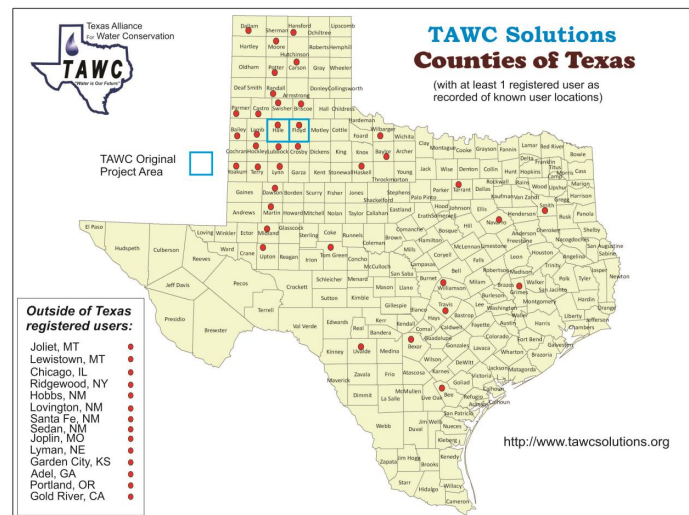 Texas Alliance
For Water Conservation
TAWC
"Water is Our Future"
TAWC Solutions
Counties of Texas
(with at least 1 registered user as
recorded of known user locations)
TAWC Original
Project Area
Dallam Sherman Hansford Ochiltree Lipscomb
Hartley Moore Hutchinson Roberts Hemphill
Oldham Potter Carson Gray Wheeler
Deaf Smith Randall Armstrong Donley Collingsworth
Parmer Castro Swisher Briscoe Hall Childress
Bailey Lamb Hale Floyd Motley Cottle Foard Hardeman Wilbarger Wichita
Cochran Hockley Lubbock Crosby Dickens King Knox Baylor Archer Clay Montague Cooke Grayson Fannin Lamar Red River Bowie
Yoakum Terry Lynn Garza Kent Stonewall Haskell Throckmorton Young Jack Wise Denton Collin Hunt Hopkins Delta Franklin Titus Camp Morris Cass
Gaines Dawson Borden Scurry Fisher Jones Shackelford Stephens Palo Pinto Parker Tarrant Dallas Rockwall Kaufman Rains Wood Upshur Marion Harrison
Andrews Martin Howard Mitchell Nolan Taylor Callahan Eastland Erath Hood Somervell Johnson Ellis Navarro Henderson Van Zandt Smith Gregg Rusk Panola
El Paso Hudspeth Culberson Loving Winkler Ector Midland Glasscock Sterling Coke Runnels Coleman Brown Comanche Bosque Hill Freestone Anderson Cherokee Nacogdoches Shelby
Reeves Ward Crane Upton Reagan Irion Tom Green Concho McCulloch San Saba Mills Hamilton Coryell McLennan Limestone Falls Leon Houston Angelina San Augustine Sabine
Jeff Davis Pecos Crockett Schleicher Menard Mason Llano Burnet Lampasas Bell Milam Robertson Madison Walker Trinity Polk Tyler Jasper Newton
Presidio Brewster Terrell Val Verde Sutton Kimble Gillespie Blanco Travis Williamson Burleson Brazos Grimes San Jacinto Montgomery Hardin Orange
Edwards Real Kerr Kendall Bandera Comal Hays Caldwell Bastrop Lee Fayette Austin Waller Harris Liberty Jefferson Chambers
Kinney Uvalde Medina Bexar Guadalupe Gonzales Lavaca Colorado Wharton Fort Bend Brazoria Galveston
Maverick Zavala Frio Atascosa Wilson Karnes DeWitt Victoria Jackson Matagorda
Dimmit La Salle McMullen Live Oak Bee Goliad Refugio Calhoun Aransas Calhoun
Webb Duval Jim Wells San Patricio Nueces Kleberg
Zapata Jim Hogg Brooks Kenedy
Starr Hidalgo Willacy Cameron
Outside of Texas
registered users:
Joliet, MT
Lewistown, MT
Chicago, IL
Ridgewood, NY
Hobbs, NM
Lovington, NM
Santa Fe, NM
Sedan, NM
Joplin, MO
Lyman, NE
Garden City, KS
Adel, GA
Portland, OR
Gold River, CA
http://www.tawcsolutions.org